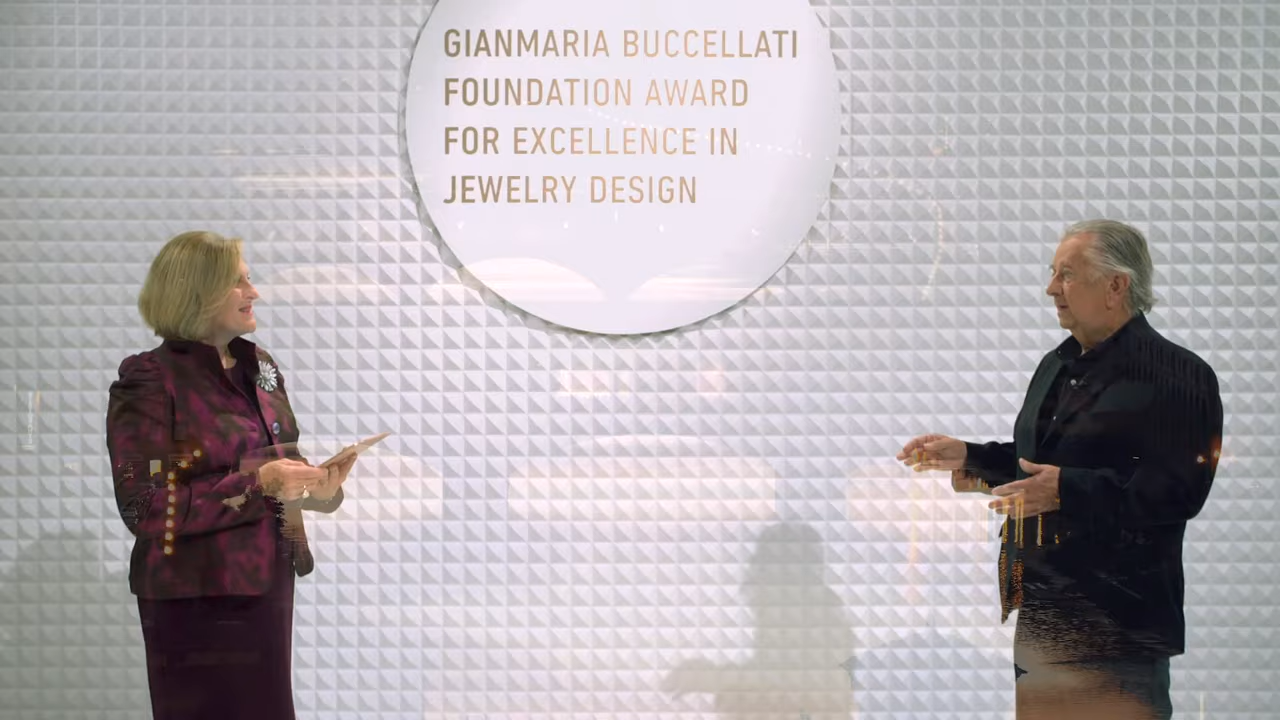 GIANMARIA BUCCELLATI
FOUNDATION AWARD
FOR EXCELLENCE IN
JEWELRY DESIGN